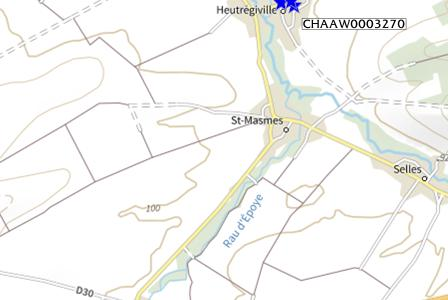 Heutrégiville
CHAAW0003270
St-Masmes
Selles
100
Rau d'Époye
D30